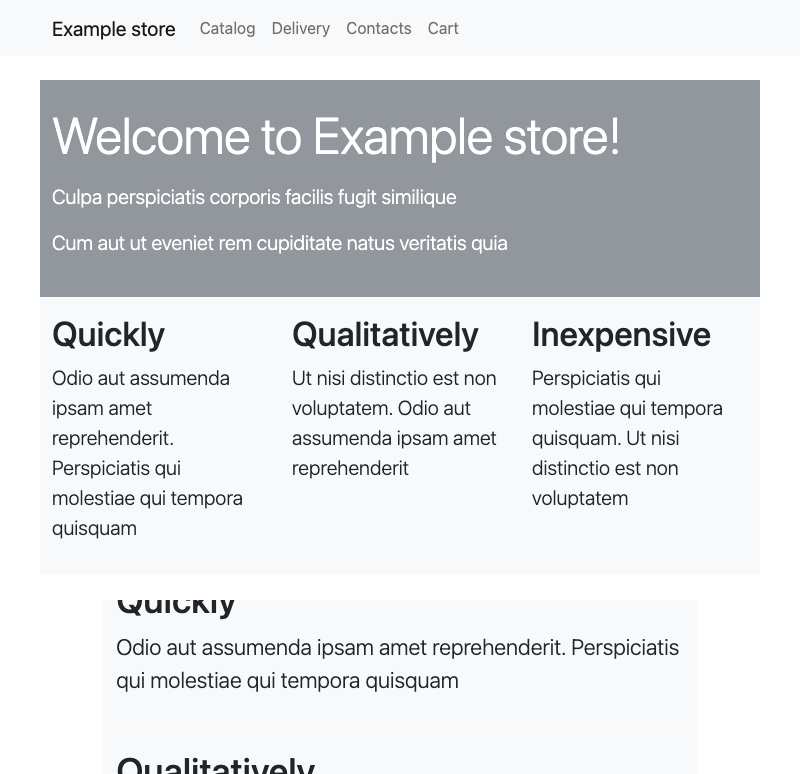 Example store Catalog Delivery Contacts Cart
Welcome to Example store!
Culpa perspiciatis corporis facilis fugit similique
Cum aut ut eveniet rem cupiditate natus veritatis quia
Quickly
Odio aut assumenda
ipsam amet
reprehenderit.
Perspiciatis qui
molestiae qui tempora
quisquam
Qualitatively
Ut nisi distinctio est non
voluptatem. Odio aut
assumenda ipsam amet
reprehenderit
Inexpensive
Perspiciatis qui
molestiae qui tempora
quisquam. Ut nisi
distinctio est non
voluptatem
Quickly
Odio aut assumenda ipsam amet reprehenderit. Perspiciatis
qui molestiae qui tempora quisquam
Qualitatively